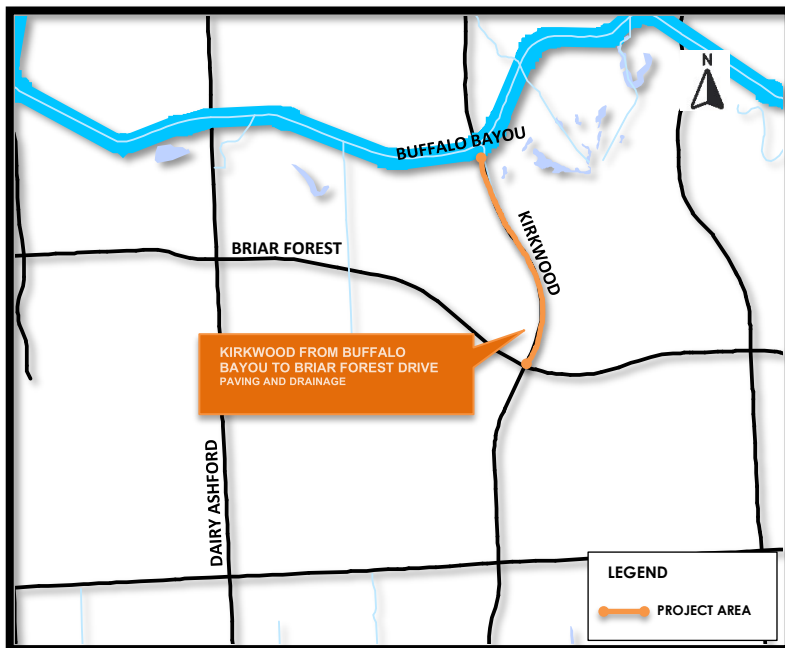 N
BUFFALO BAYOU
KIRKWOOD
BRIAR FOREST
KIRKWOOD FROM BUFFALO
BAYOU TO BRIAR FOREST DRIVE
PAVING AND DRAINAGE
DAIRY ASHFORD
LEGEND
PROJECT AREA